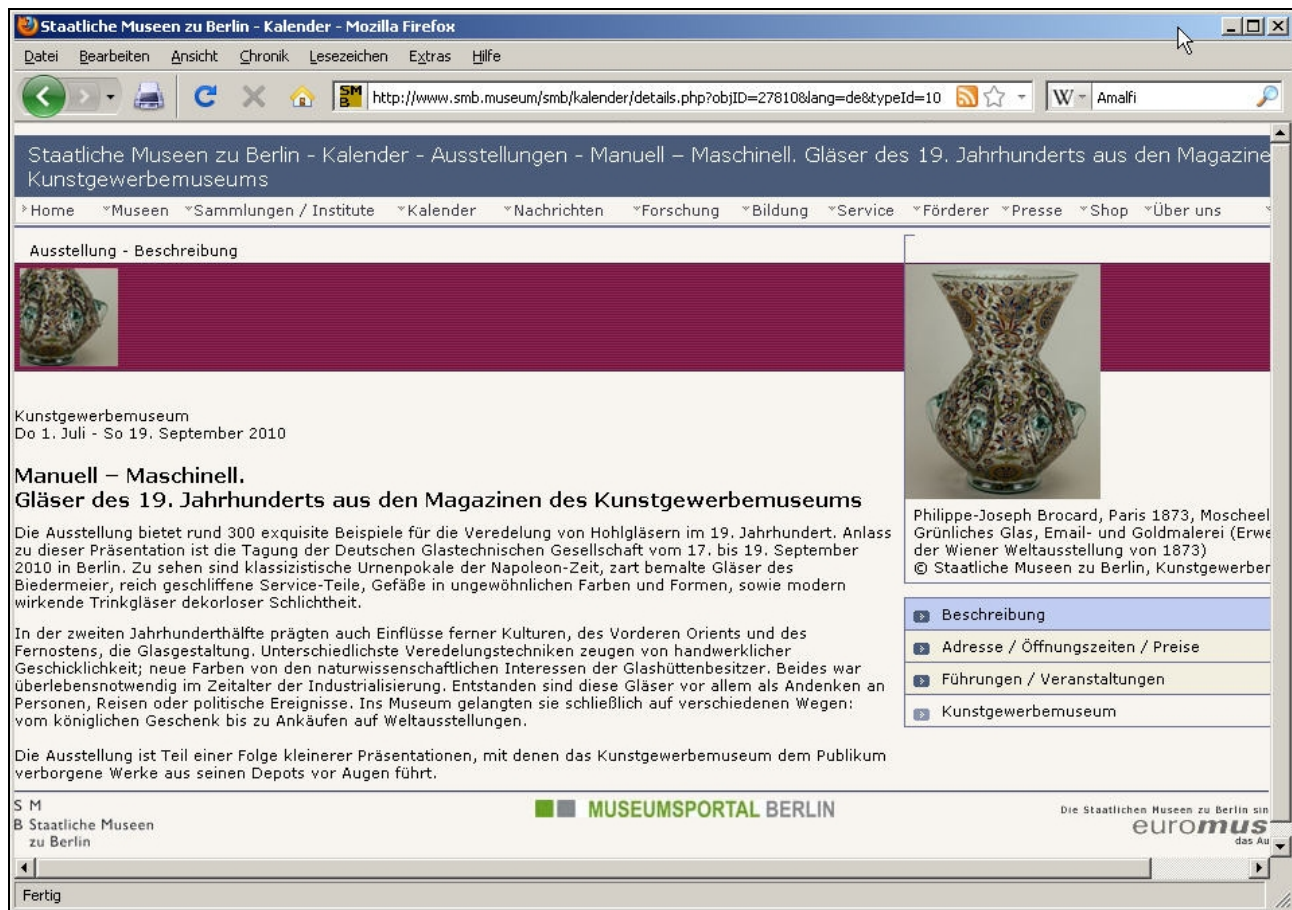 Staatliche Museen zu Berlin - Kalender - Mozilla Firefox
Datei Bearbeiten Ansicht Chronik Lesezeichen Extras Hilfe
SM B http://www.smb.museum/smb/kalender/details.php?objID=27810&lang=de&typeId=10 W Amalfi
Staatliche Museen zu Berlin - Kalender - Ausstellungen - Manuell – Maschinell. Gläser des 19. Jahrhunderts aus den Magazine
Kunstgewerbemuseums
Home Museen Sammlungen / Institute Kalender Nachrichten Forschung Bildung Service Förderer Presse Shop Über uns
Ausstellung - Beschreibung
Kunstgewerbemuseum
Do 1. Juli - So 19. September 2010
Manuell – Maschinell.
Gläser des 19. Jahrhunderts aus den Magazinen des Kunstgewerbemuseums
Die Ausstellung bietet rund 300 exquisite Beispiele für die Veredelung von Hohlgläsern im 19. Jahrhundert. Anlass
zu dieser Präsentation ist die Tagung der Deutschen Glastechnischen Gesellschaft vom 17. bis 19. September
2010 in Berlin. Zu sehen sind klassizistische Urnenpokale der Napoleon-Zeit, zart bemalte Gläser des
Biedermeier, reich geschliffene Service-Teile, Gefäße in ungewöhnlichen Farben und Formen, sowie modern
wirkende Trinkgläser dekorloser Schlichtheit.
In der zweiten Jahrhunderthälfte prägten auch Einflüsse ferner Kulturen, des Vorderen Orients und des
Fernostens, die Glasgestaltung. Unterschiedlichste Veredelungstechniken zeugen von handwerklicher
Geschicklichkeit; neue Farben von den naturwissenschaftlichen Interessen der Glashüttenbesitzer. Beides war
überlebensnotwendig im Zeitalter der Industrialisierung. Entstanden sind diese Gläser vor allem als Andenken an
Personen, Reisen oder politische Ereignisse. Ins Museum gelangten sie schließlich auf verschiedenen Wegen:
vom königlichen Geschenk bis zu Ankäufen auf Weltausstellungen.
Die Ausstellung ist Teil einer Folge kleinerer Präsentationen, mit denen das Kunstgewerbemuseum dem Publikum
verborgene Werke aus seinen Depots vor Augen führt.
Philippe-Joseph Brocard, Paris 1873, Moscheel
Grünliches Glas, Email- und Goldmalerei (Erwe
der Wiener Weltausstellung von 1873)
© Staatliche Museen zu Berlin, Kunstgewerber
Beschreibung
Adresse / Öffnungszeiten / Preise
Führungen / Veranstaltungen
Kunstgewerbemuseum
S M
B Staatliche Museen
zu Berlin
MUSEUMSPORTAL BERLIN
Die Staatlichen Museen zu Berlin sin
euromus
das Au
Fertig